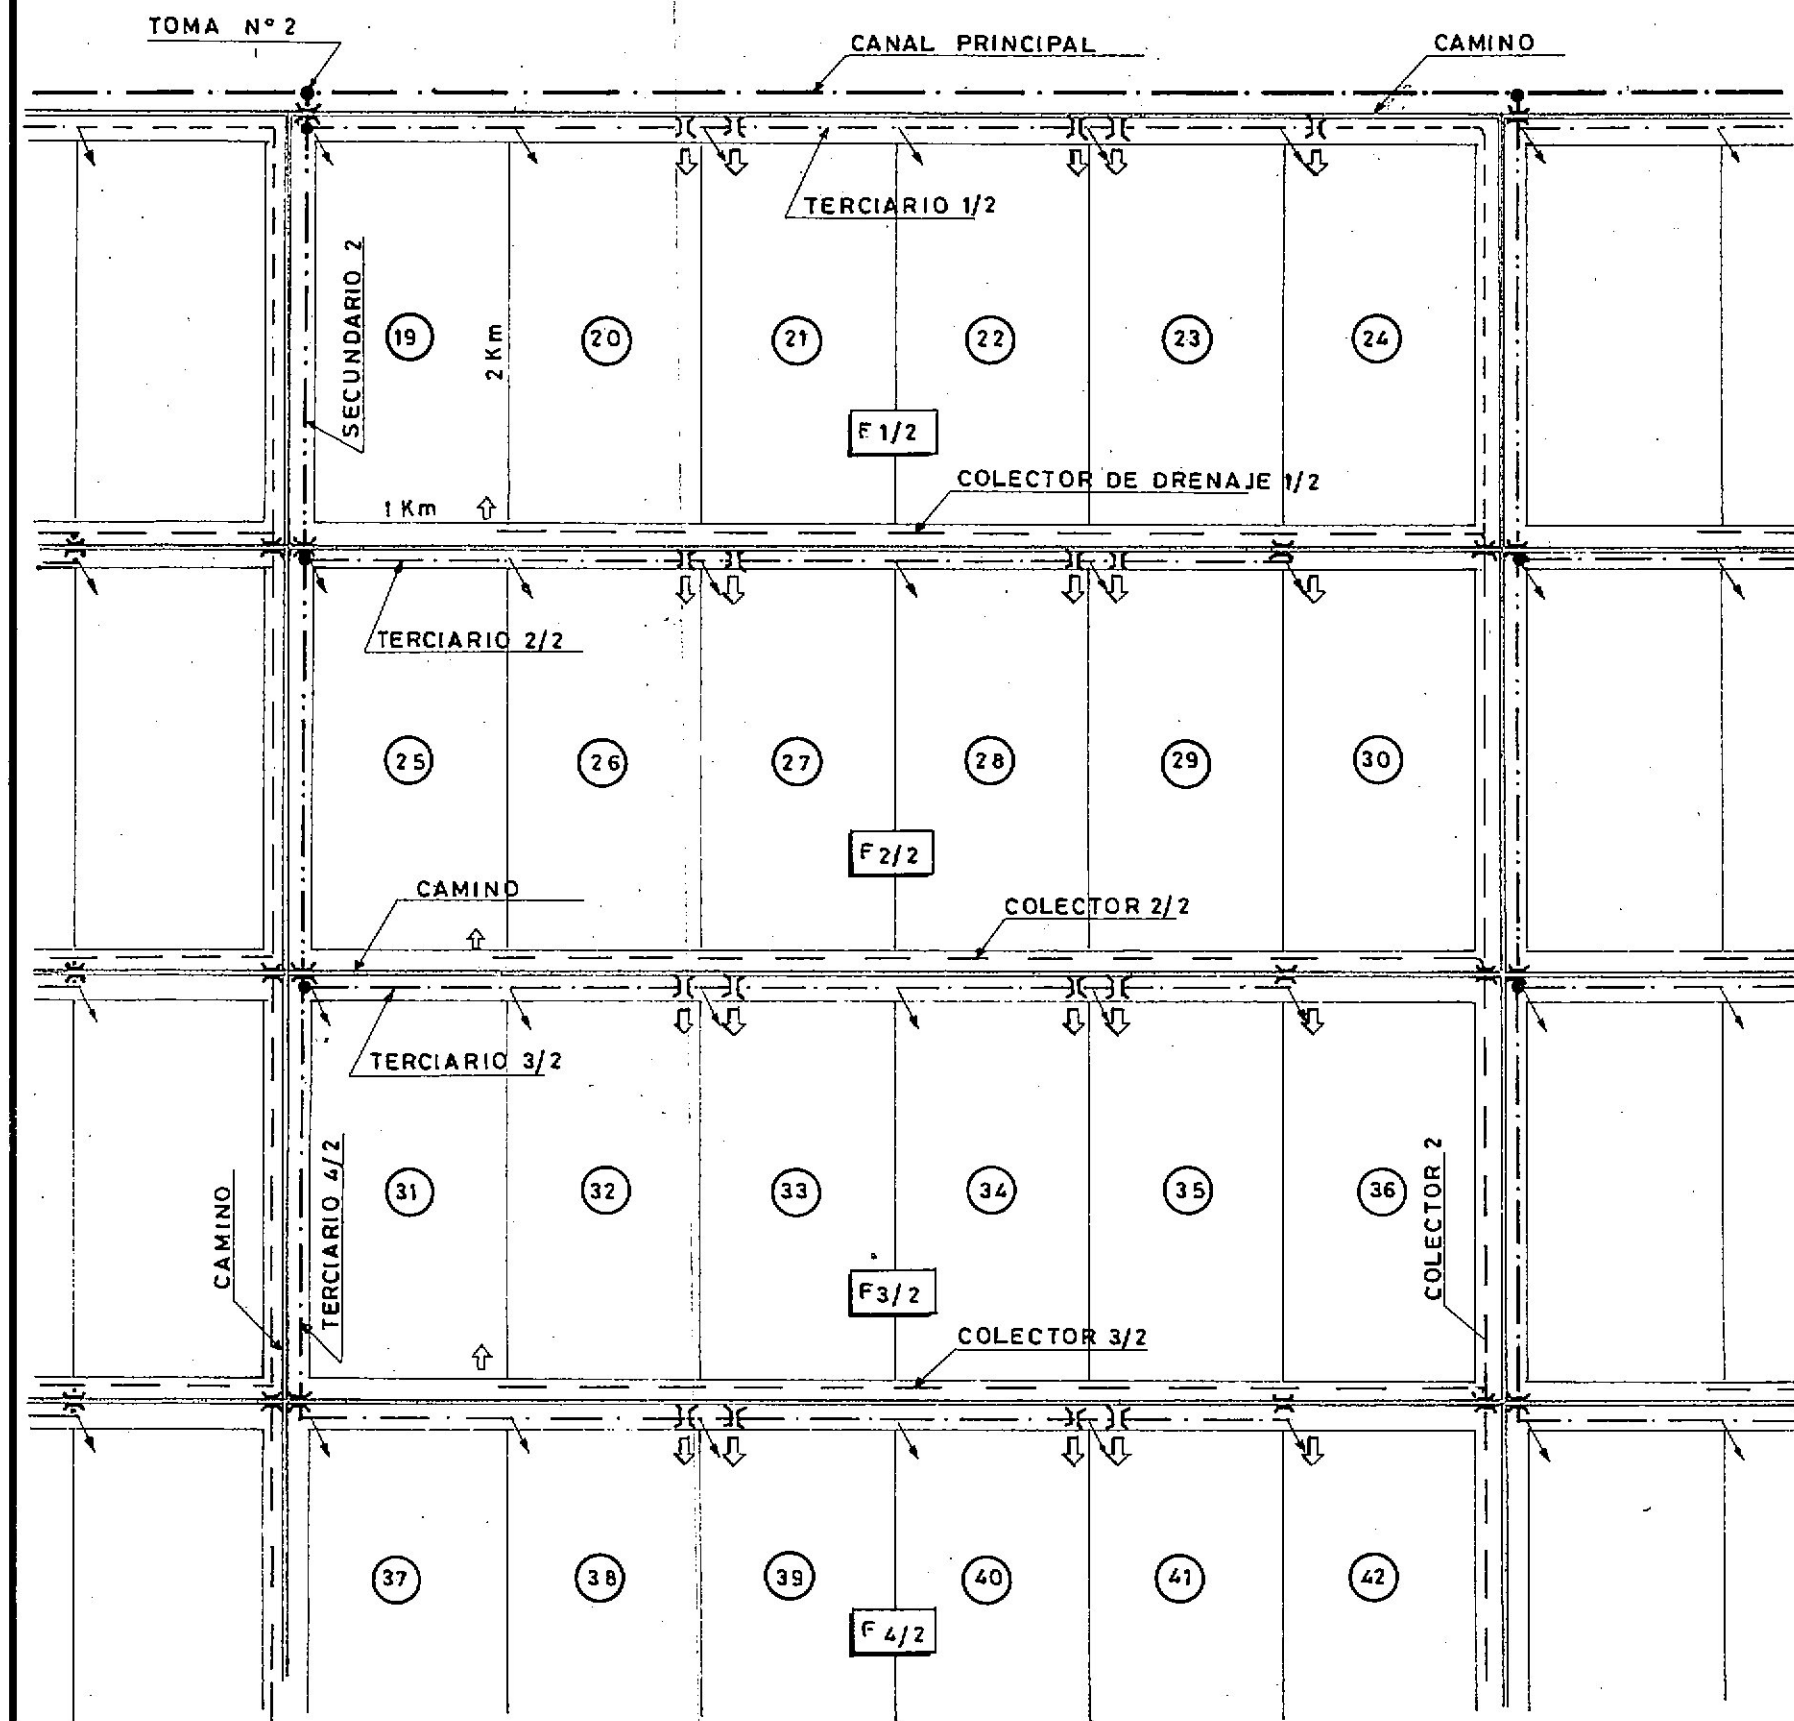 TOMA N° 2
CANAL PRINCIPAL
CAMINO
TERCIARIO 1/2
SECUNDARIO 2
19
2 Km
20
21
22
23
24
F 1/2
COLECTOR DE DRENAJE 1/2
1 Km
TERCIARIO 2/2
25
26
27
28
29
30
F 2/2
CAMINO
COLECTOR 2/2
TERCIARIO 3/2
31
32
33
34
35
36
CAMINO
TERCIARIO 4/2
COLECTOR 2
F 3/2
COLECTOR 3/2
37
38
39
40
41
42
F 4/2